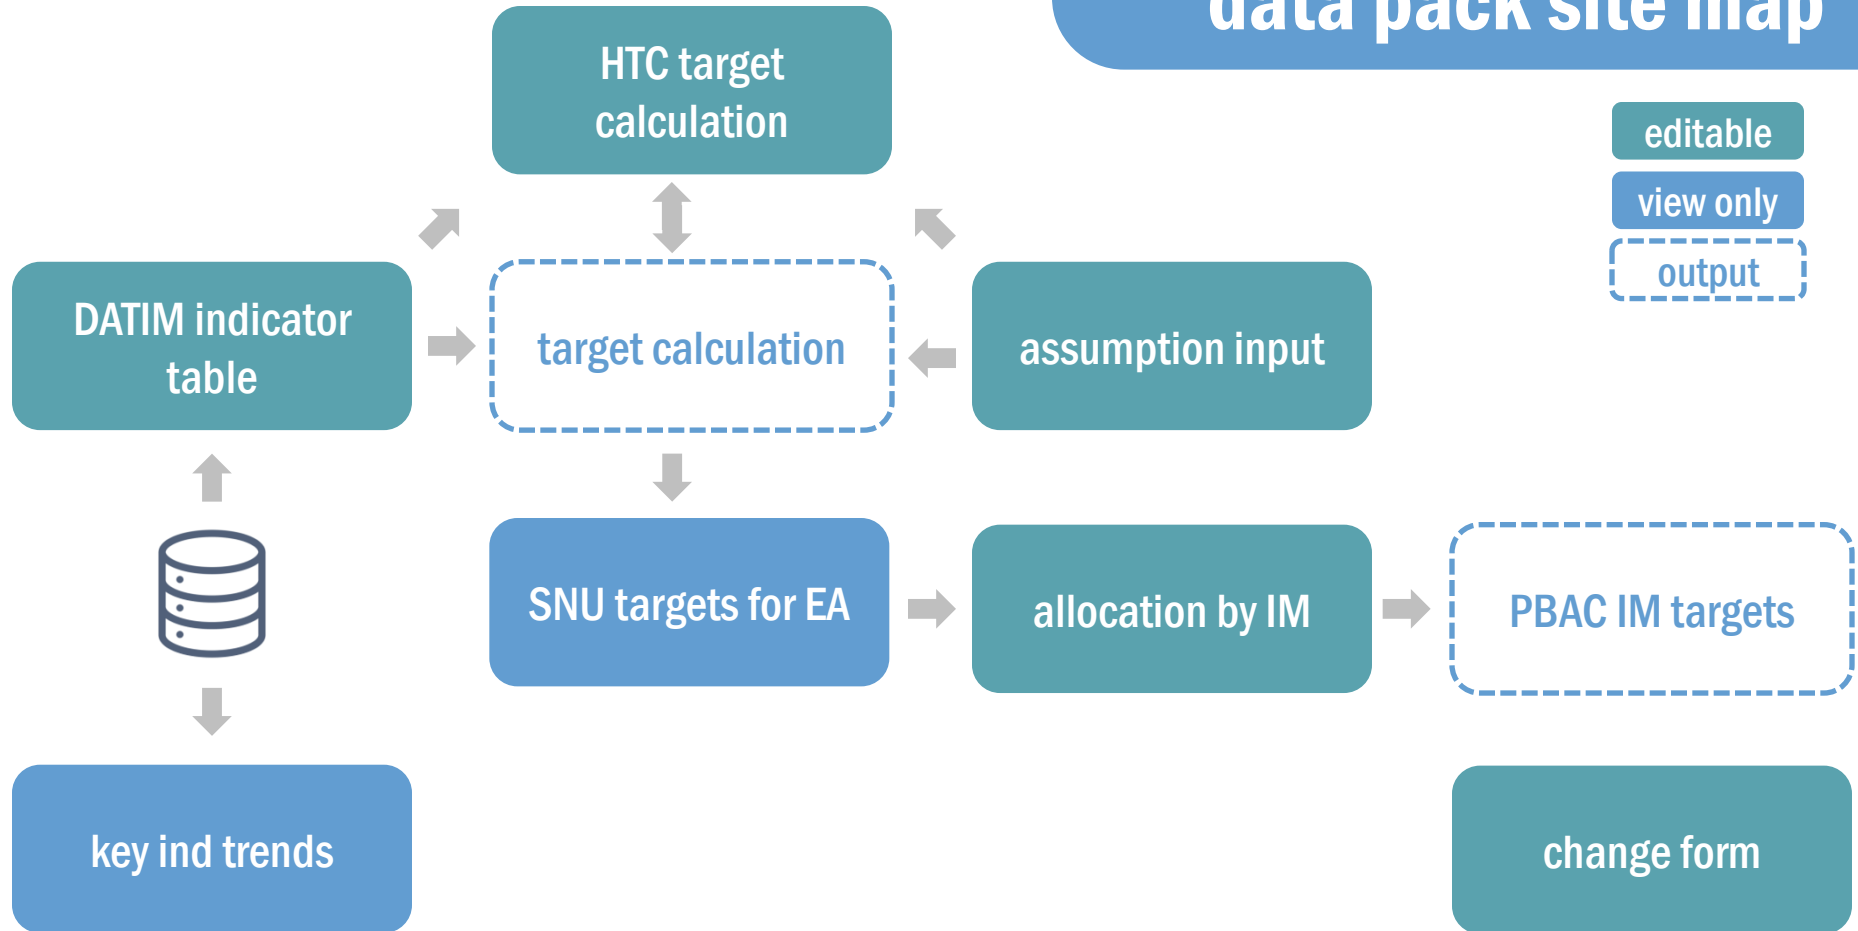 data pack site map
HTC target
calculation
editable
view only
output
DATIM indicator
table
target calculation
assumption input
SNU targets for EA
allocation by IM
PBAC IM targets
key ind trends
change form